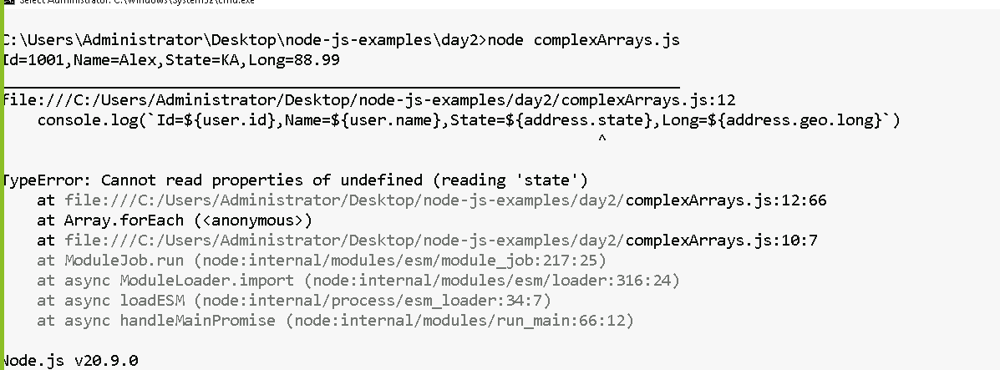 Select Administrator: C:\Windows\System32\cmd.exe
C:\Users\Administrator\Desktop\node-js-examples\day2>node complexArrays.js
Id=1001,Name=Alex,State=KA,Long=88.99
file:///C:/Users/Administrator/Desktop/node-js-examples/day2/complexArrays.js:12
    console.log(`Id=${user.id},Name=${user.name},State=${address.state},Long=${address.geo.long}`)
                                                                  ^
TypeError: Cannot read properties of undefined (reading 'state')
    at file:///C:/Users/Administrator/Desktop/node-js-examples/day2/complexArrays.js:12:66
    at Array.forEach (<anonymous>)
    at file:///C:/Users/Administrator/Desktop/node-js-examples/day2/complexArrays.js:10:7
    at ModuleJob.run (node:internal/modules/esm/module_job:217:25)
    at async ModuleLoader.import (node:internal/modules/esm/loader:316:24)
    at async loadESM (node:internal/process/esm_loader:34:7)
    at async handleMainPromise (node:internal/modules/run_main:66:12)
Node.js v20.9.0